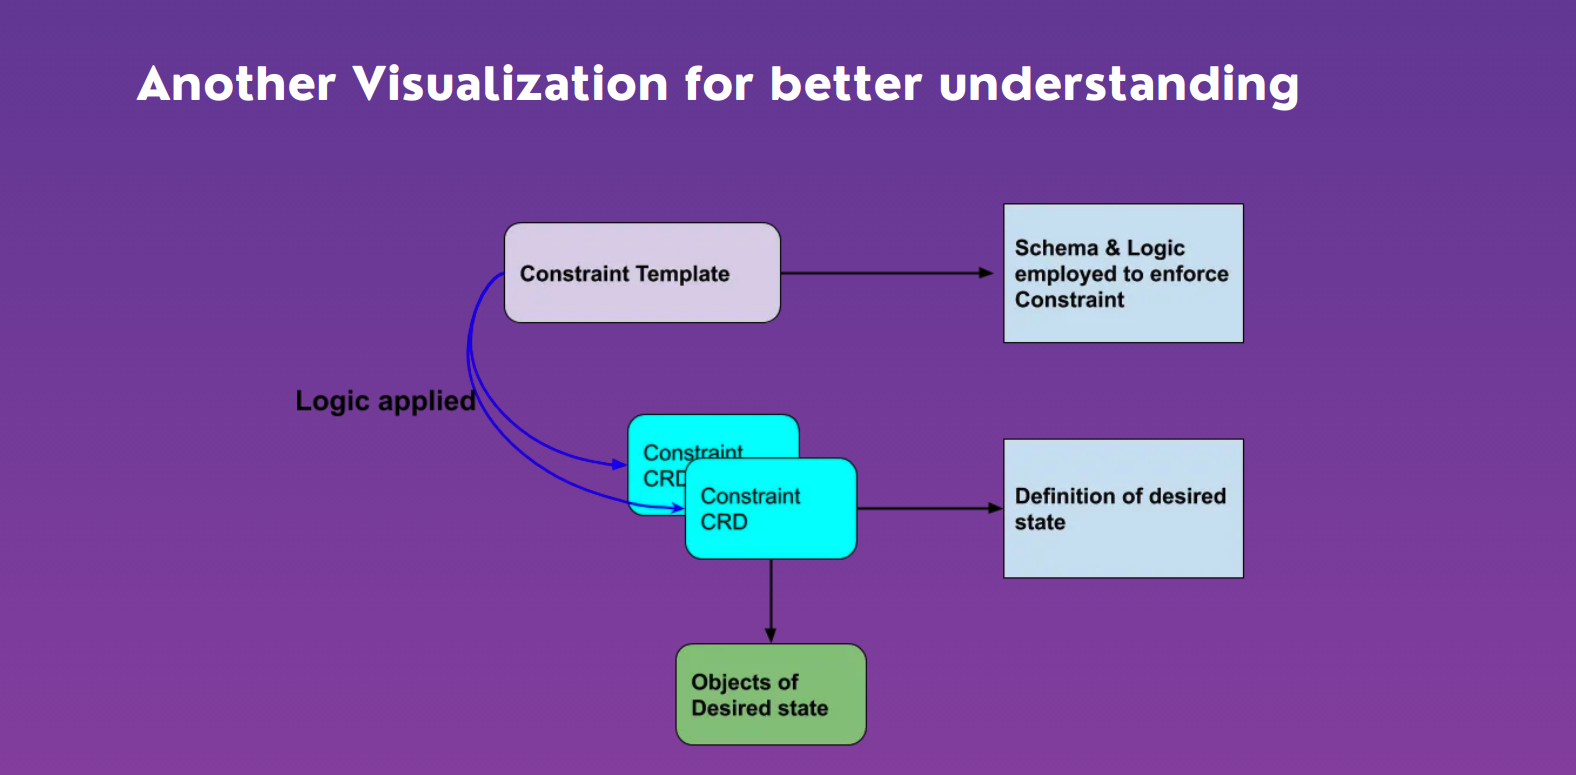 Another Visualization for better understanding
Constraint Template
Schema & Logic
employed to enforce
Constraint
Logic applied
Constraint
CRD
Constraint
CRD
Definition of desired
state
Objects of
Desired state